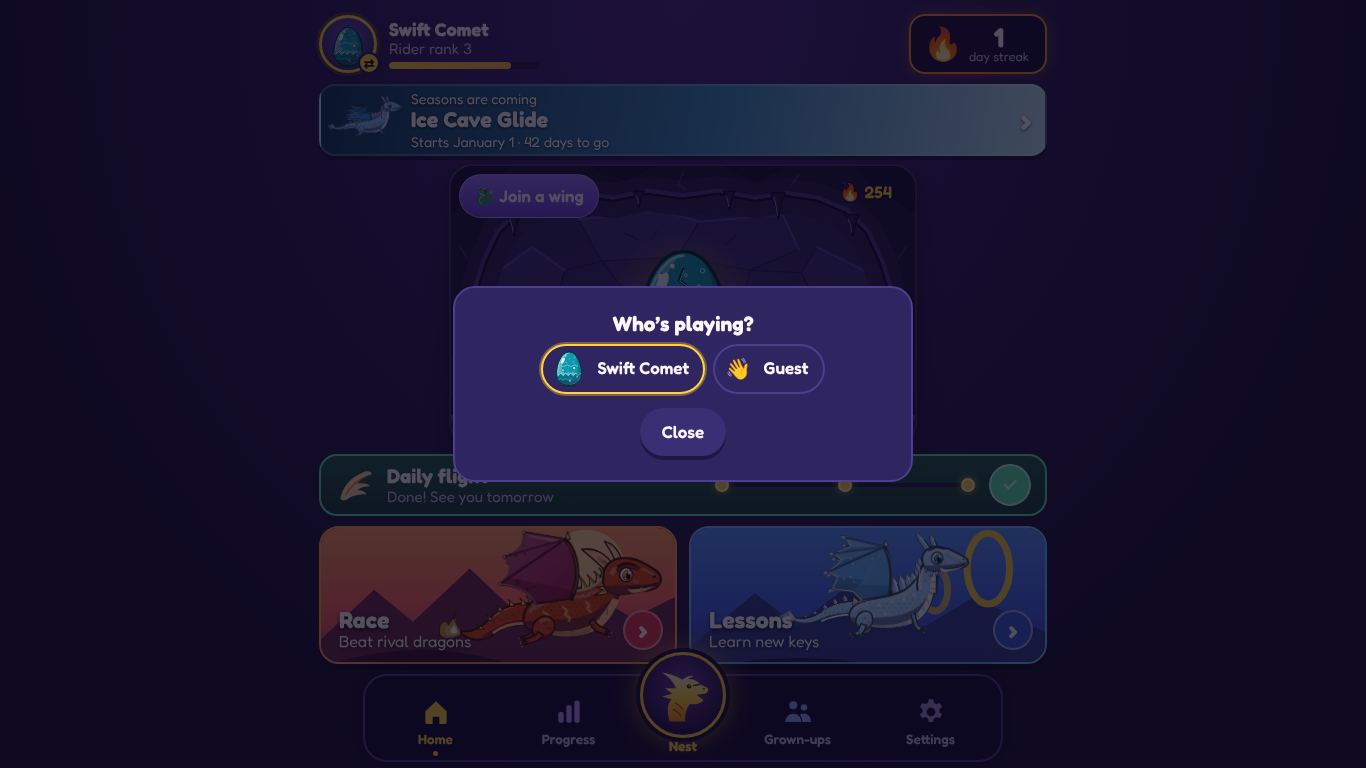 Swift Comet
Rider rank 3
1
day streak
Seasons are coming
Ice Cave Glide
Starts January 1 · 42 days to go
Join a wing
254
Who's playing?
Swift Comet
Guest
Close
Daily flight
Done! See you tomorrow
Race
Beat rival dragons
Lessons
Learn new keys
Home
Progress
Nest
Grown-ups
Settings